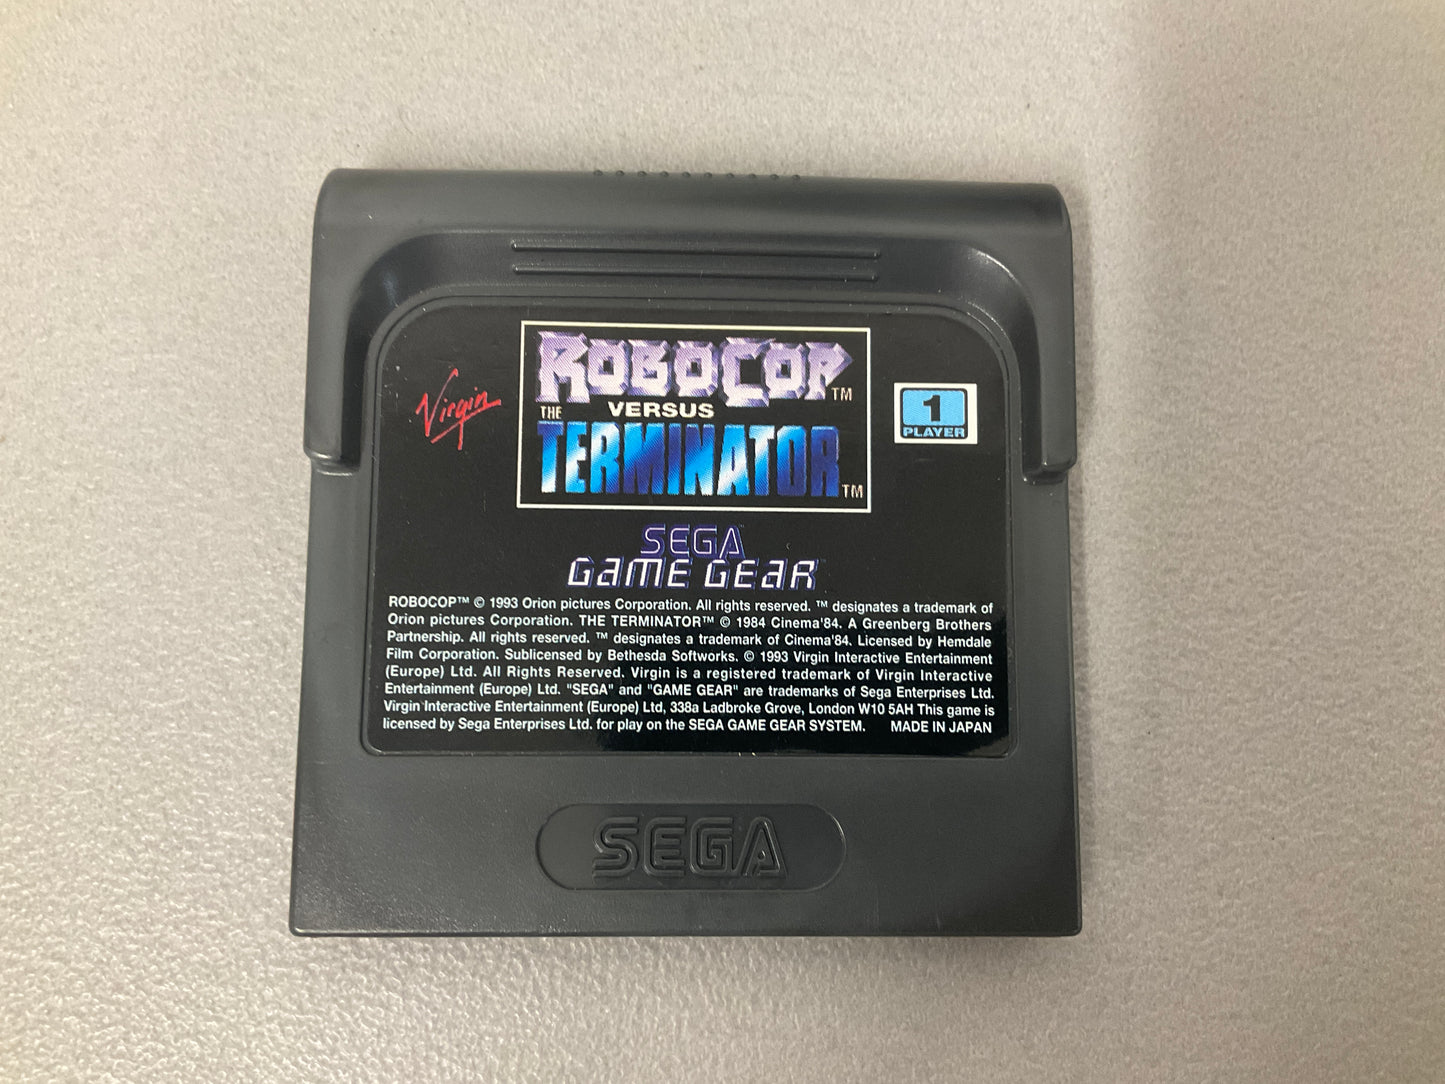 Virgin
ROBOCOP™
THE VERSUS
TERMINATOR™
1
PLAYER
SEGA
GAME GEAR™
ROBOCOP™ © 1993 Orion pictures Corporation. All rights reserved. ™ designates a trademark of
Orion pictures Corporation. THE TERMINATOR™ © 1984 Cinema'84. A Greenberg Brothers
Partnership. All rights reserved. ™ designates a trademark of Cinema'84. Licensed by Hemdale
Film Corporation. Sublicensed by Bethesda Softworks. © 1993 Virgin Interactive Entertainment
(Europe) Ltd. All Rights Reserved. Virgin is a registered trademark of Virgin Interactive
Entertainment (Europe) Ltd. "SEGA" and "GAME GEAR" are trademarks of Sega Enterprises Ltd.
Virgin Interactive Entertainment (Europe) Ltd, 338a Ladbroke Grove, London W10 5AH This game is
licensed by Sega Enterprises Ltd. for play on the SEGA GAME GEAR SYSTEM. MADE IN JAPAN
SEGA